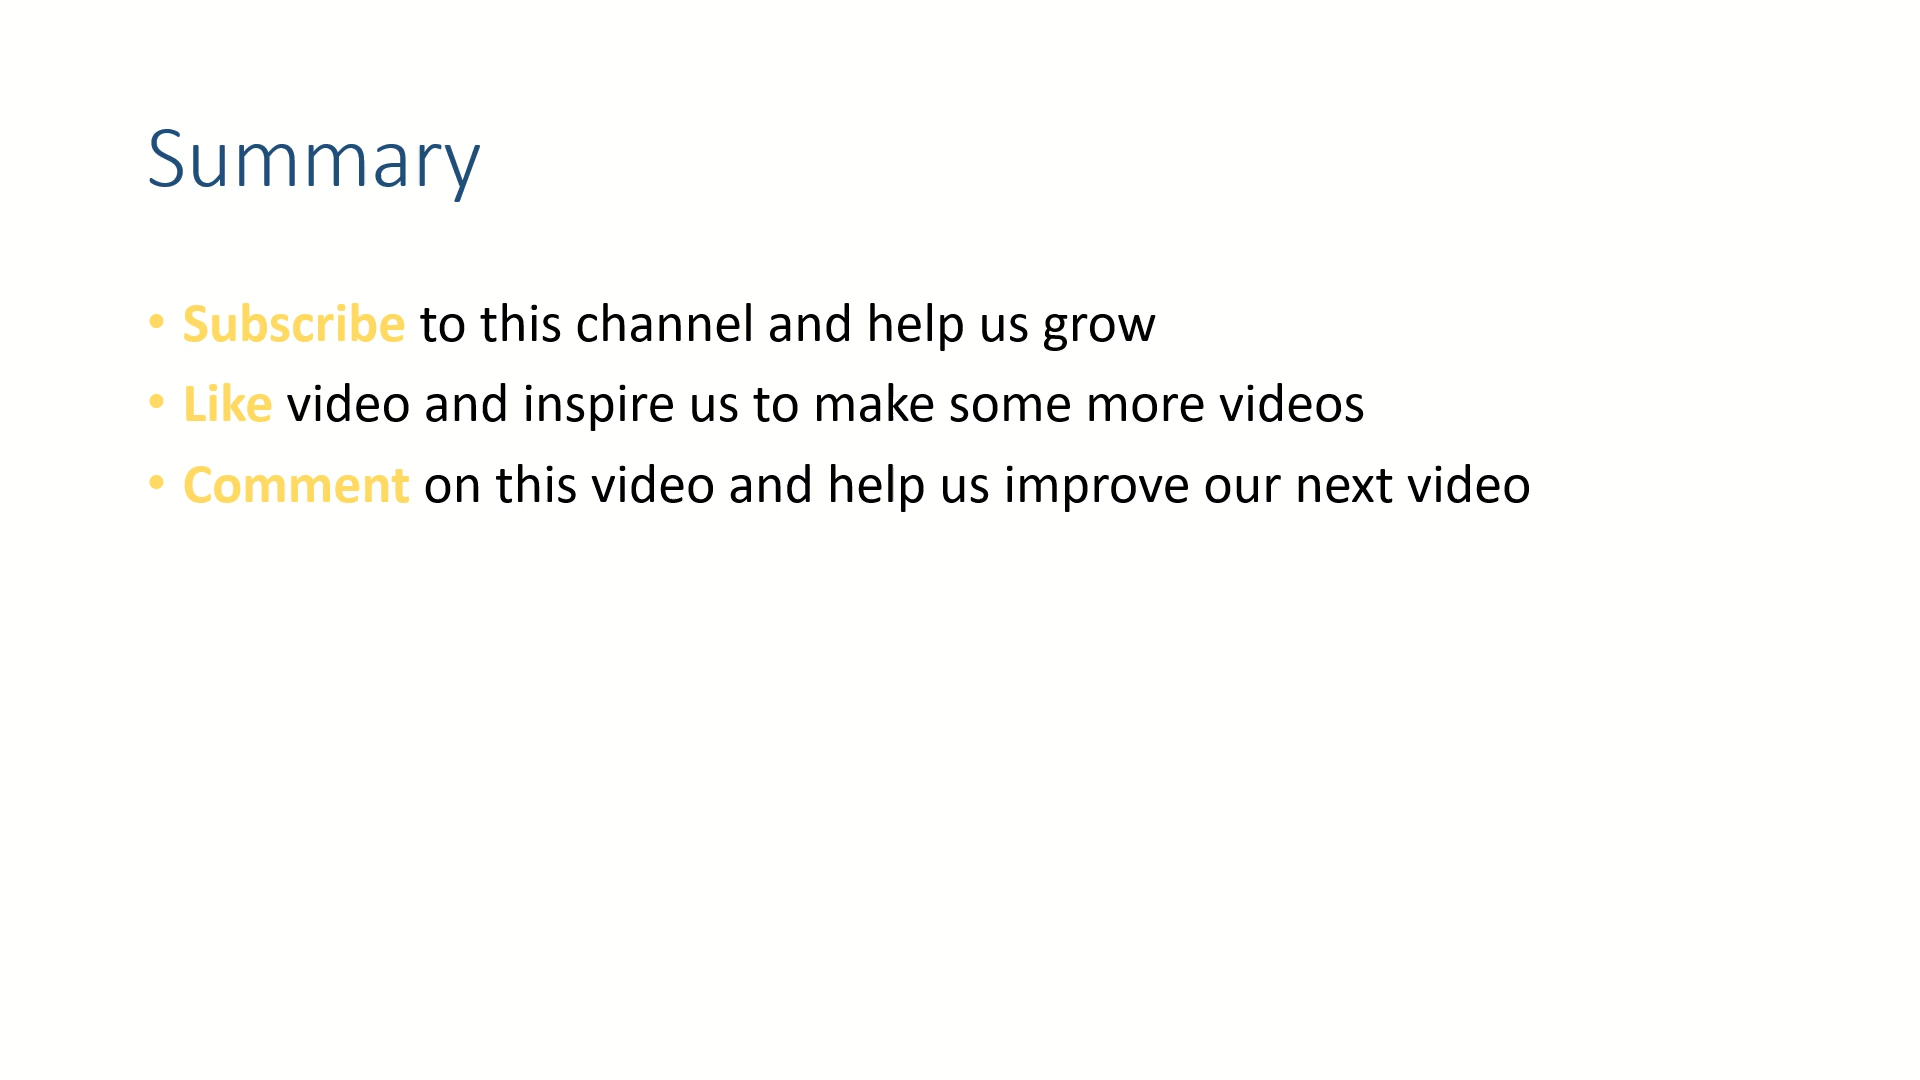 Summary
• Subscribe to this channel and help us grow
• Like video and inspire us to make some more videos
• Comment on this video and help us improve our next video